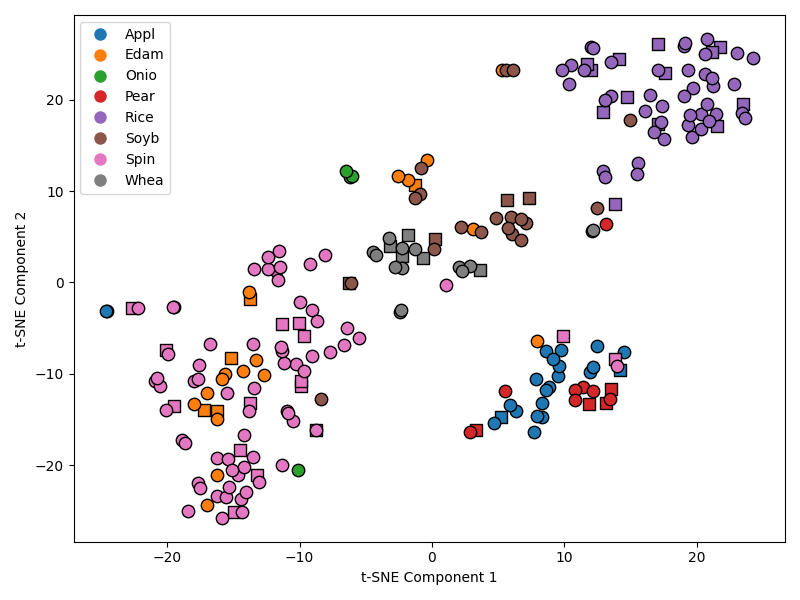 Appl
Edam
Onio
Pear
Rice
Soyb
Spin
Whea
20
10
0
−10
−20
−20
−10
0
10
20
t-SNE Component 1
t-SNE Component 2